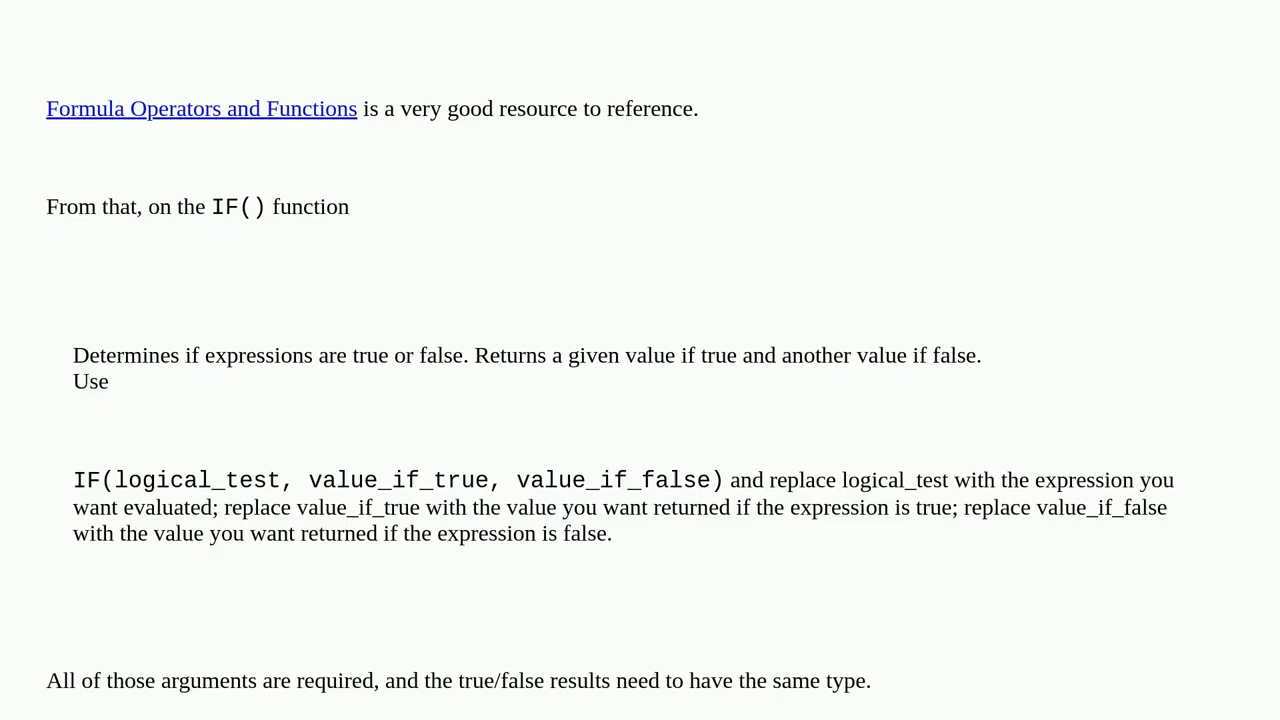 Formula Operators and Functions is a very good resource to reference.
From that, on the IF() function
Determines if expressions are true or false. Returns a given value if true and another value if false.
Use
IF(logical_test, value_if_true, value_if_false) and replace logical_test with the expression you
want evaluated; replace value_if_true with the value you want returned if the expression is true; replace value_if_false
with the value you want returned if the expression is false.
All of those arguments are required, and the true/false results need to have the same type.